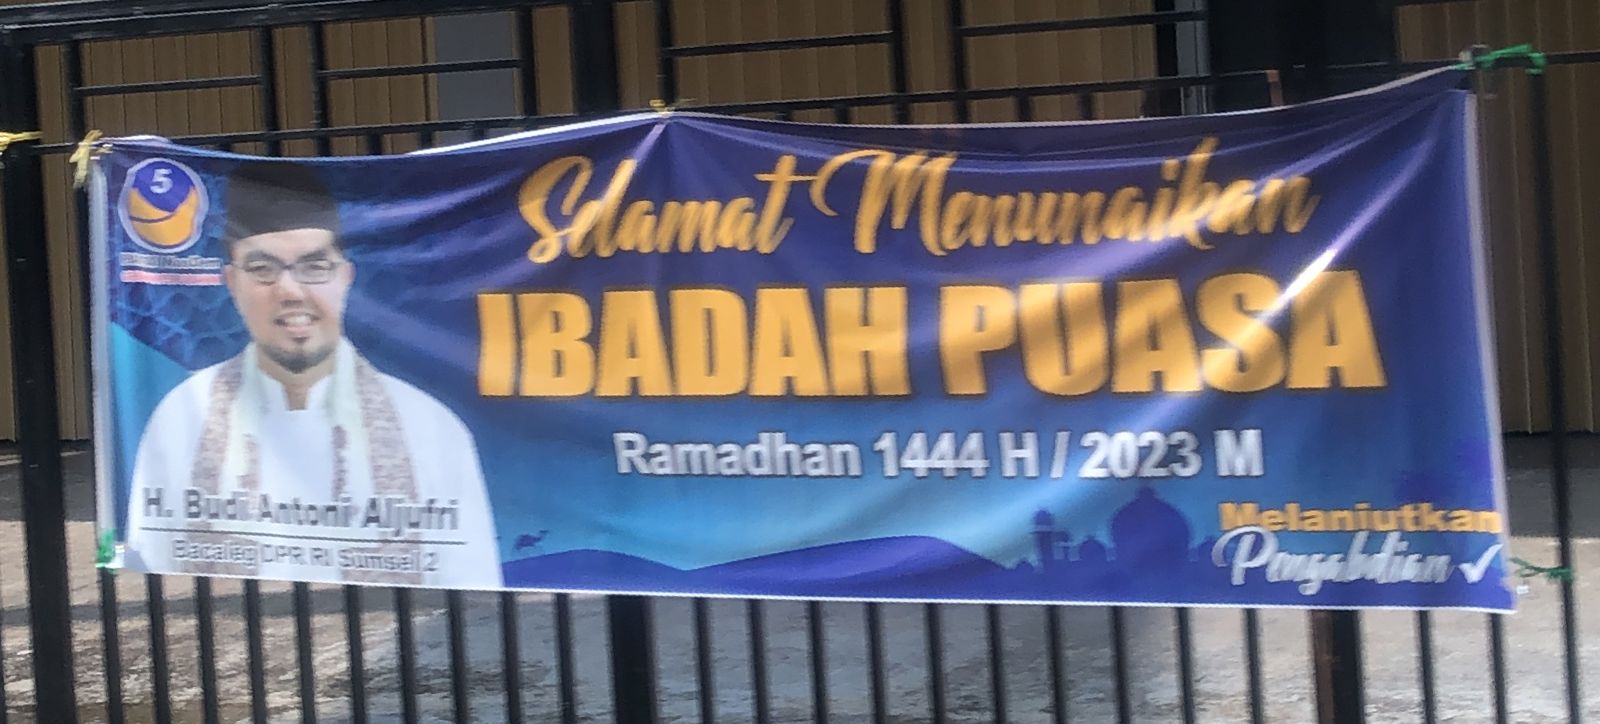 5
Selamat Menunaikan
IBADAH PUASA
Ramadhan 1444 H / 2023 M
H. Budi Antoni Aljufri
Bacaleg DPR RI Sumsel 2
Melanjutkan
Pengabdian